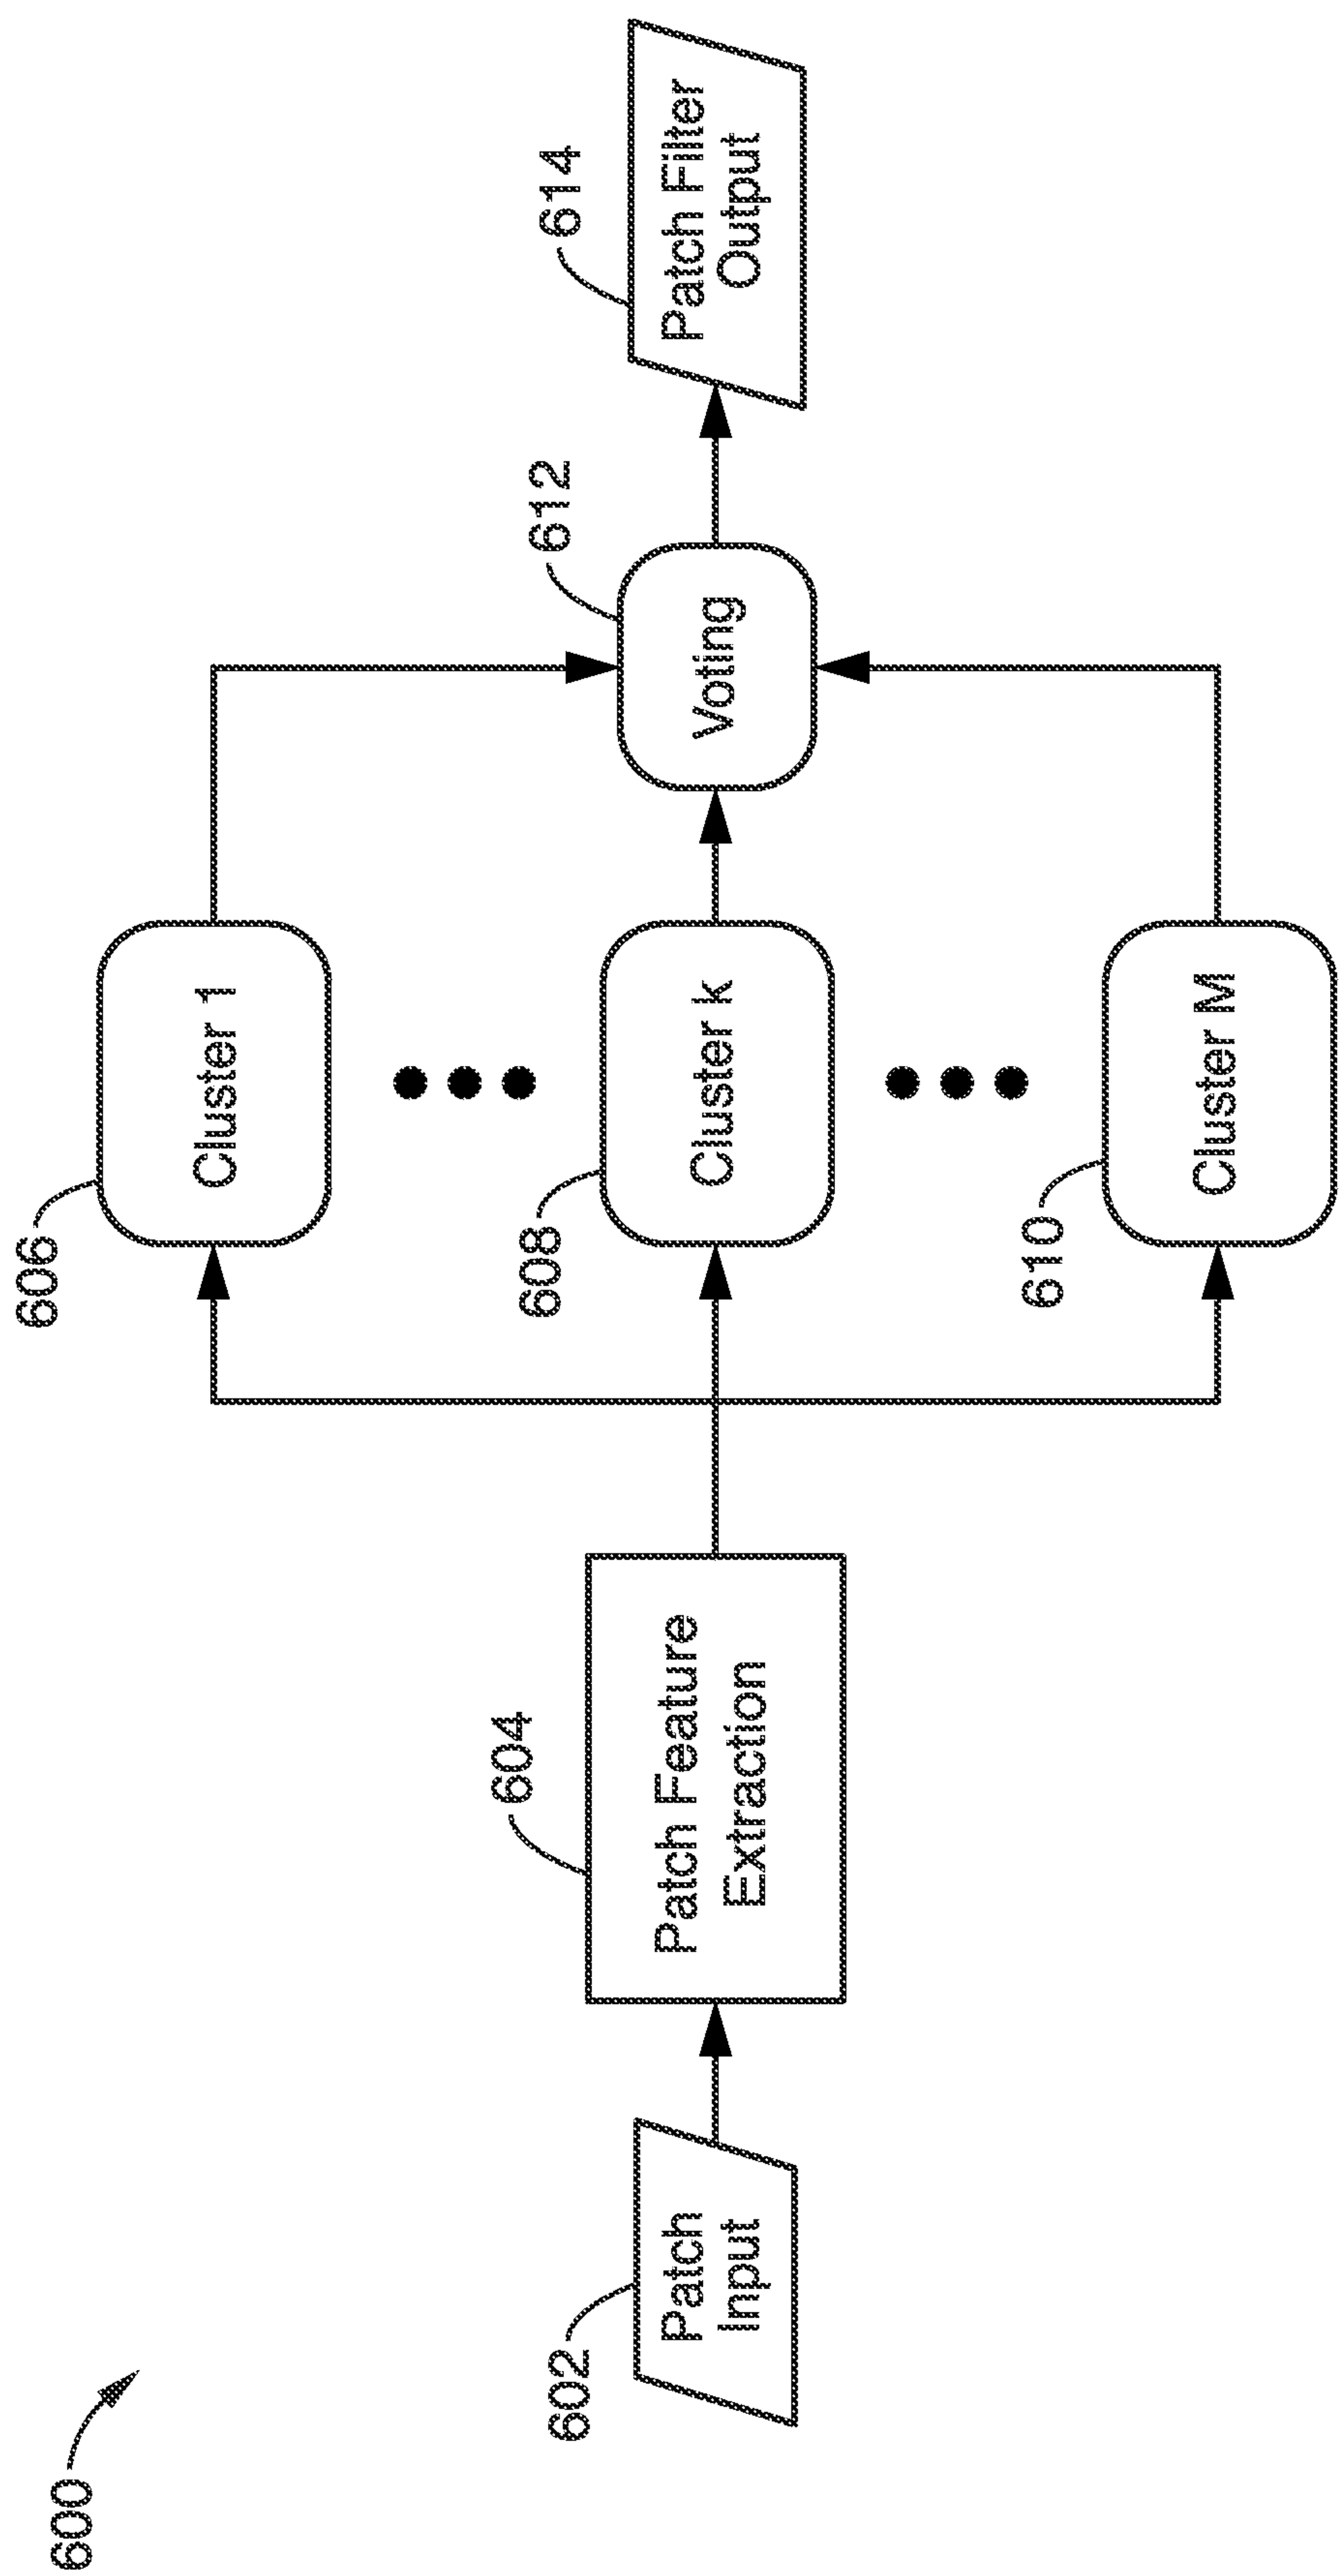 600
602
Patch
Input
604
Patch Feature
Extraction
606
Cluster 1
608
Cluster k
610
Cluster M
612
Voting
614
Patch Filter
Output